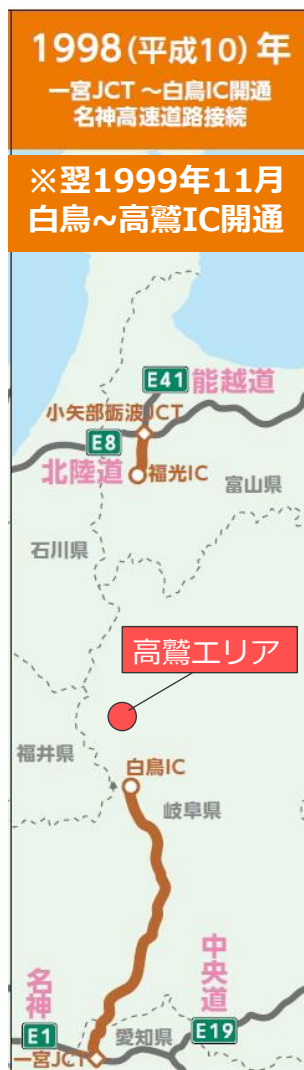 1998(平成10)年
一宮JCT ～白鳥IC開通
名神高速道路接続
※翌1999年11月
白鳥~高鷲IC開通
E41 能越道
小矢部砺波JCT
E8
北陸道
福光IC
富山県
石川県
高鷲エリア
福井県
白鳥IC
岐阜県
中央道
名神
E1
愛知県
E19
一宮JCT